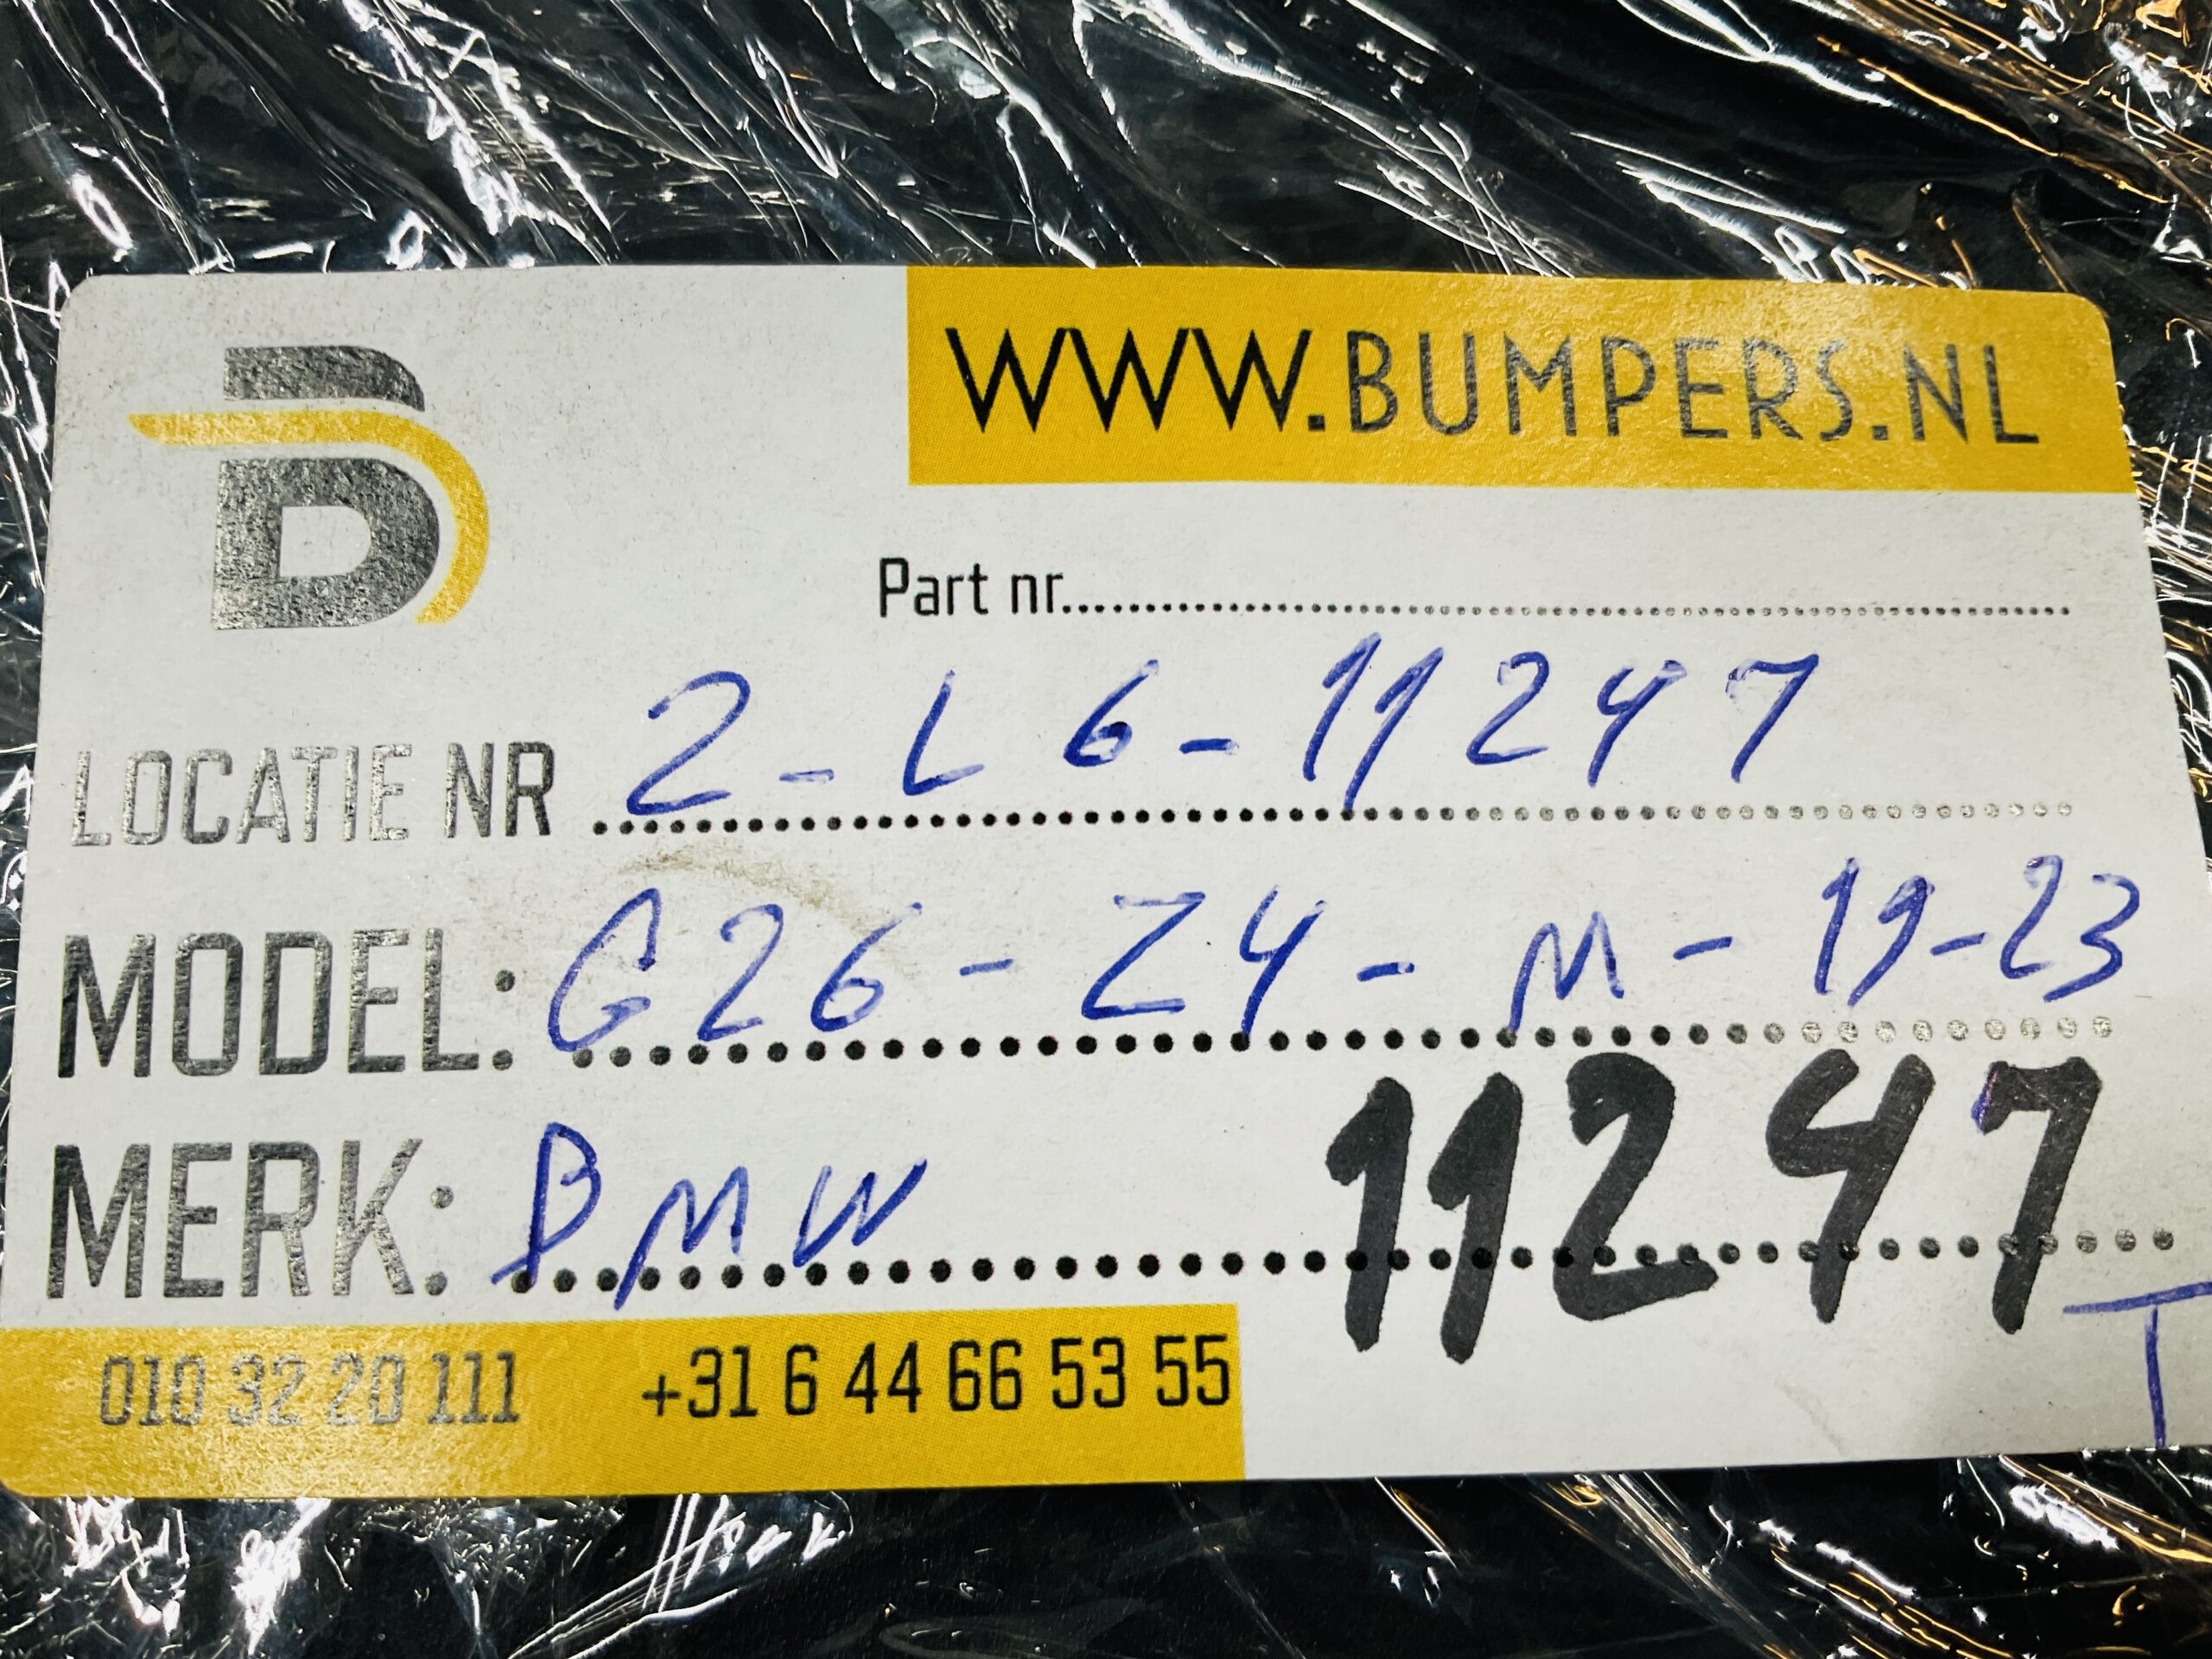 B
WWW.BUMPERS.NL
Part nr..........
LOCATIE NR 2-L6-11247
MODEL: G26-Z4-M-19-23
MERK: BMW
11247
T
010 32 20 111 +31 6 44 66 53 55